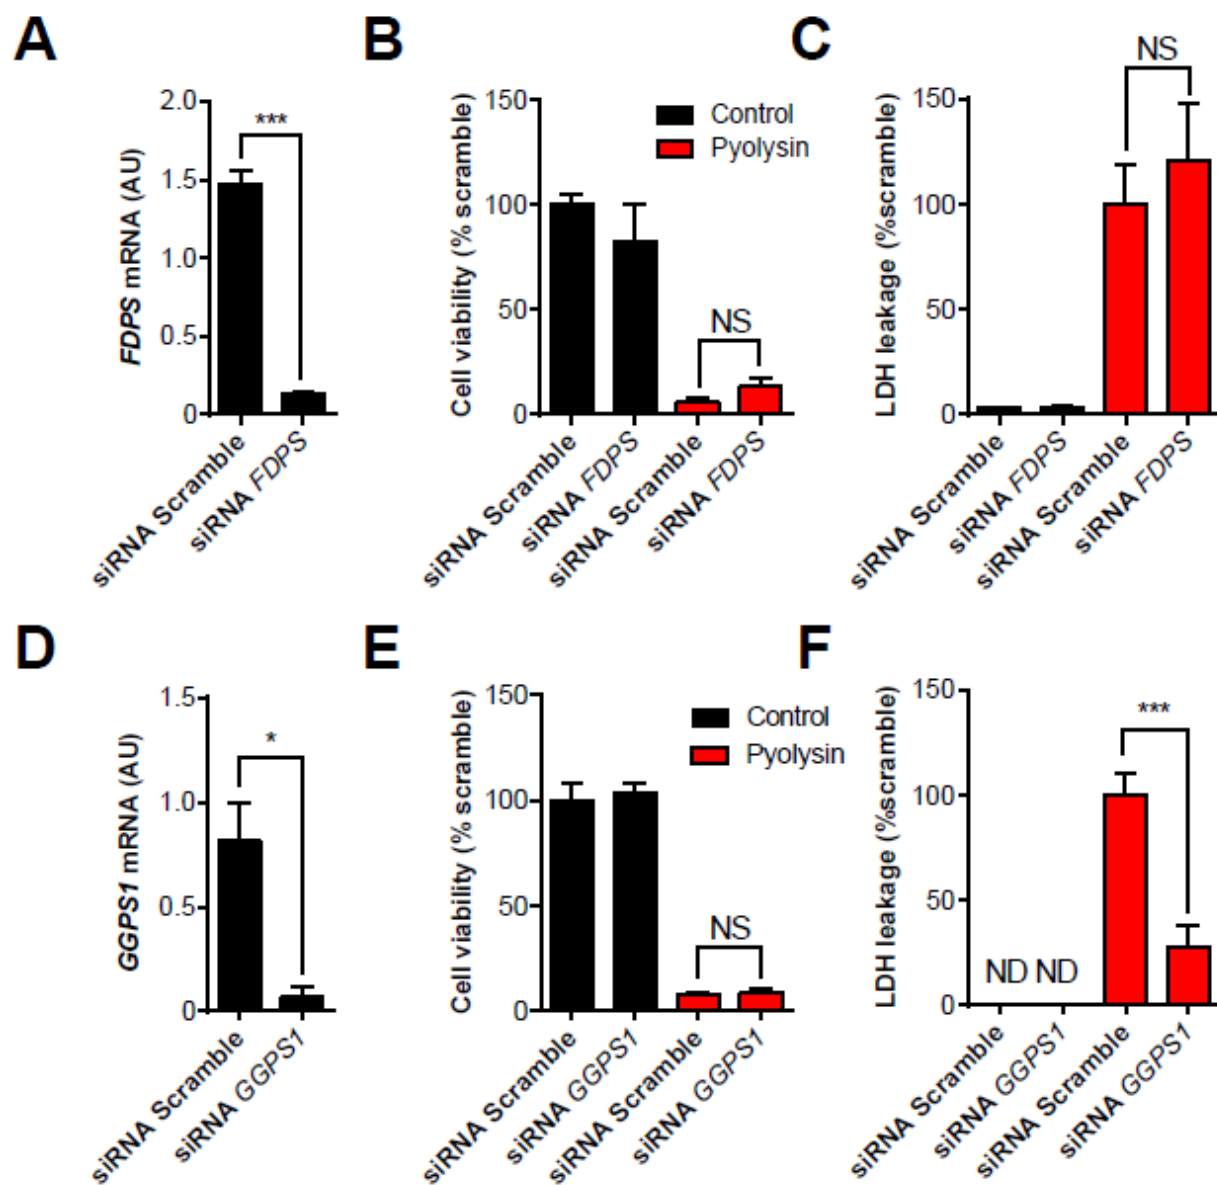 A
FDPS mRNA (AU)
2.0
1.5
1.0
0.5
0
***
siRNA Scramble
siRNA FDPS
B
Cell viability (% scramble)
150
100
50
0
Control
Pyolysin
NS
siRNA Scramble
siRNA FDPS
siRNA Scramble
siRNA FDPS
C
LDH leakage (%scramble)
150
100
50
0
NS
siRNA Scramble
siRNA FDPS
siRNA Scramble
siRNA FDPS
D
GGPS1 mRNA (AU)
1.5
1.0
0.5
0
*
siRNA Scramble
siRNA GGPS1
E
Cell viability (% scramble)
150
100
50
0
Control
Pyolysin
NS
siRNA Scramble
siRNA GGPS1
siRNA Scramble
siRNA GGPS1
F
LDH leakage (%scramble)
150
100
50
0
***
ND ND
siRNA Scramble
siRNA GGPS1
siRNA Scramble
siRNA GGPS1